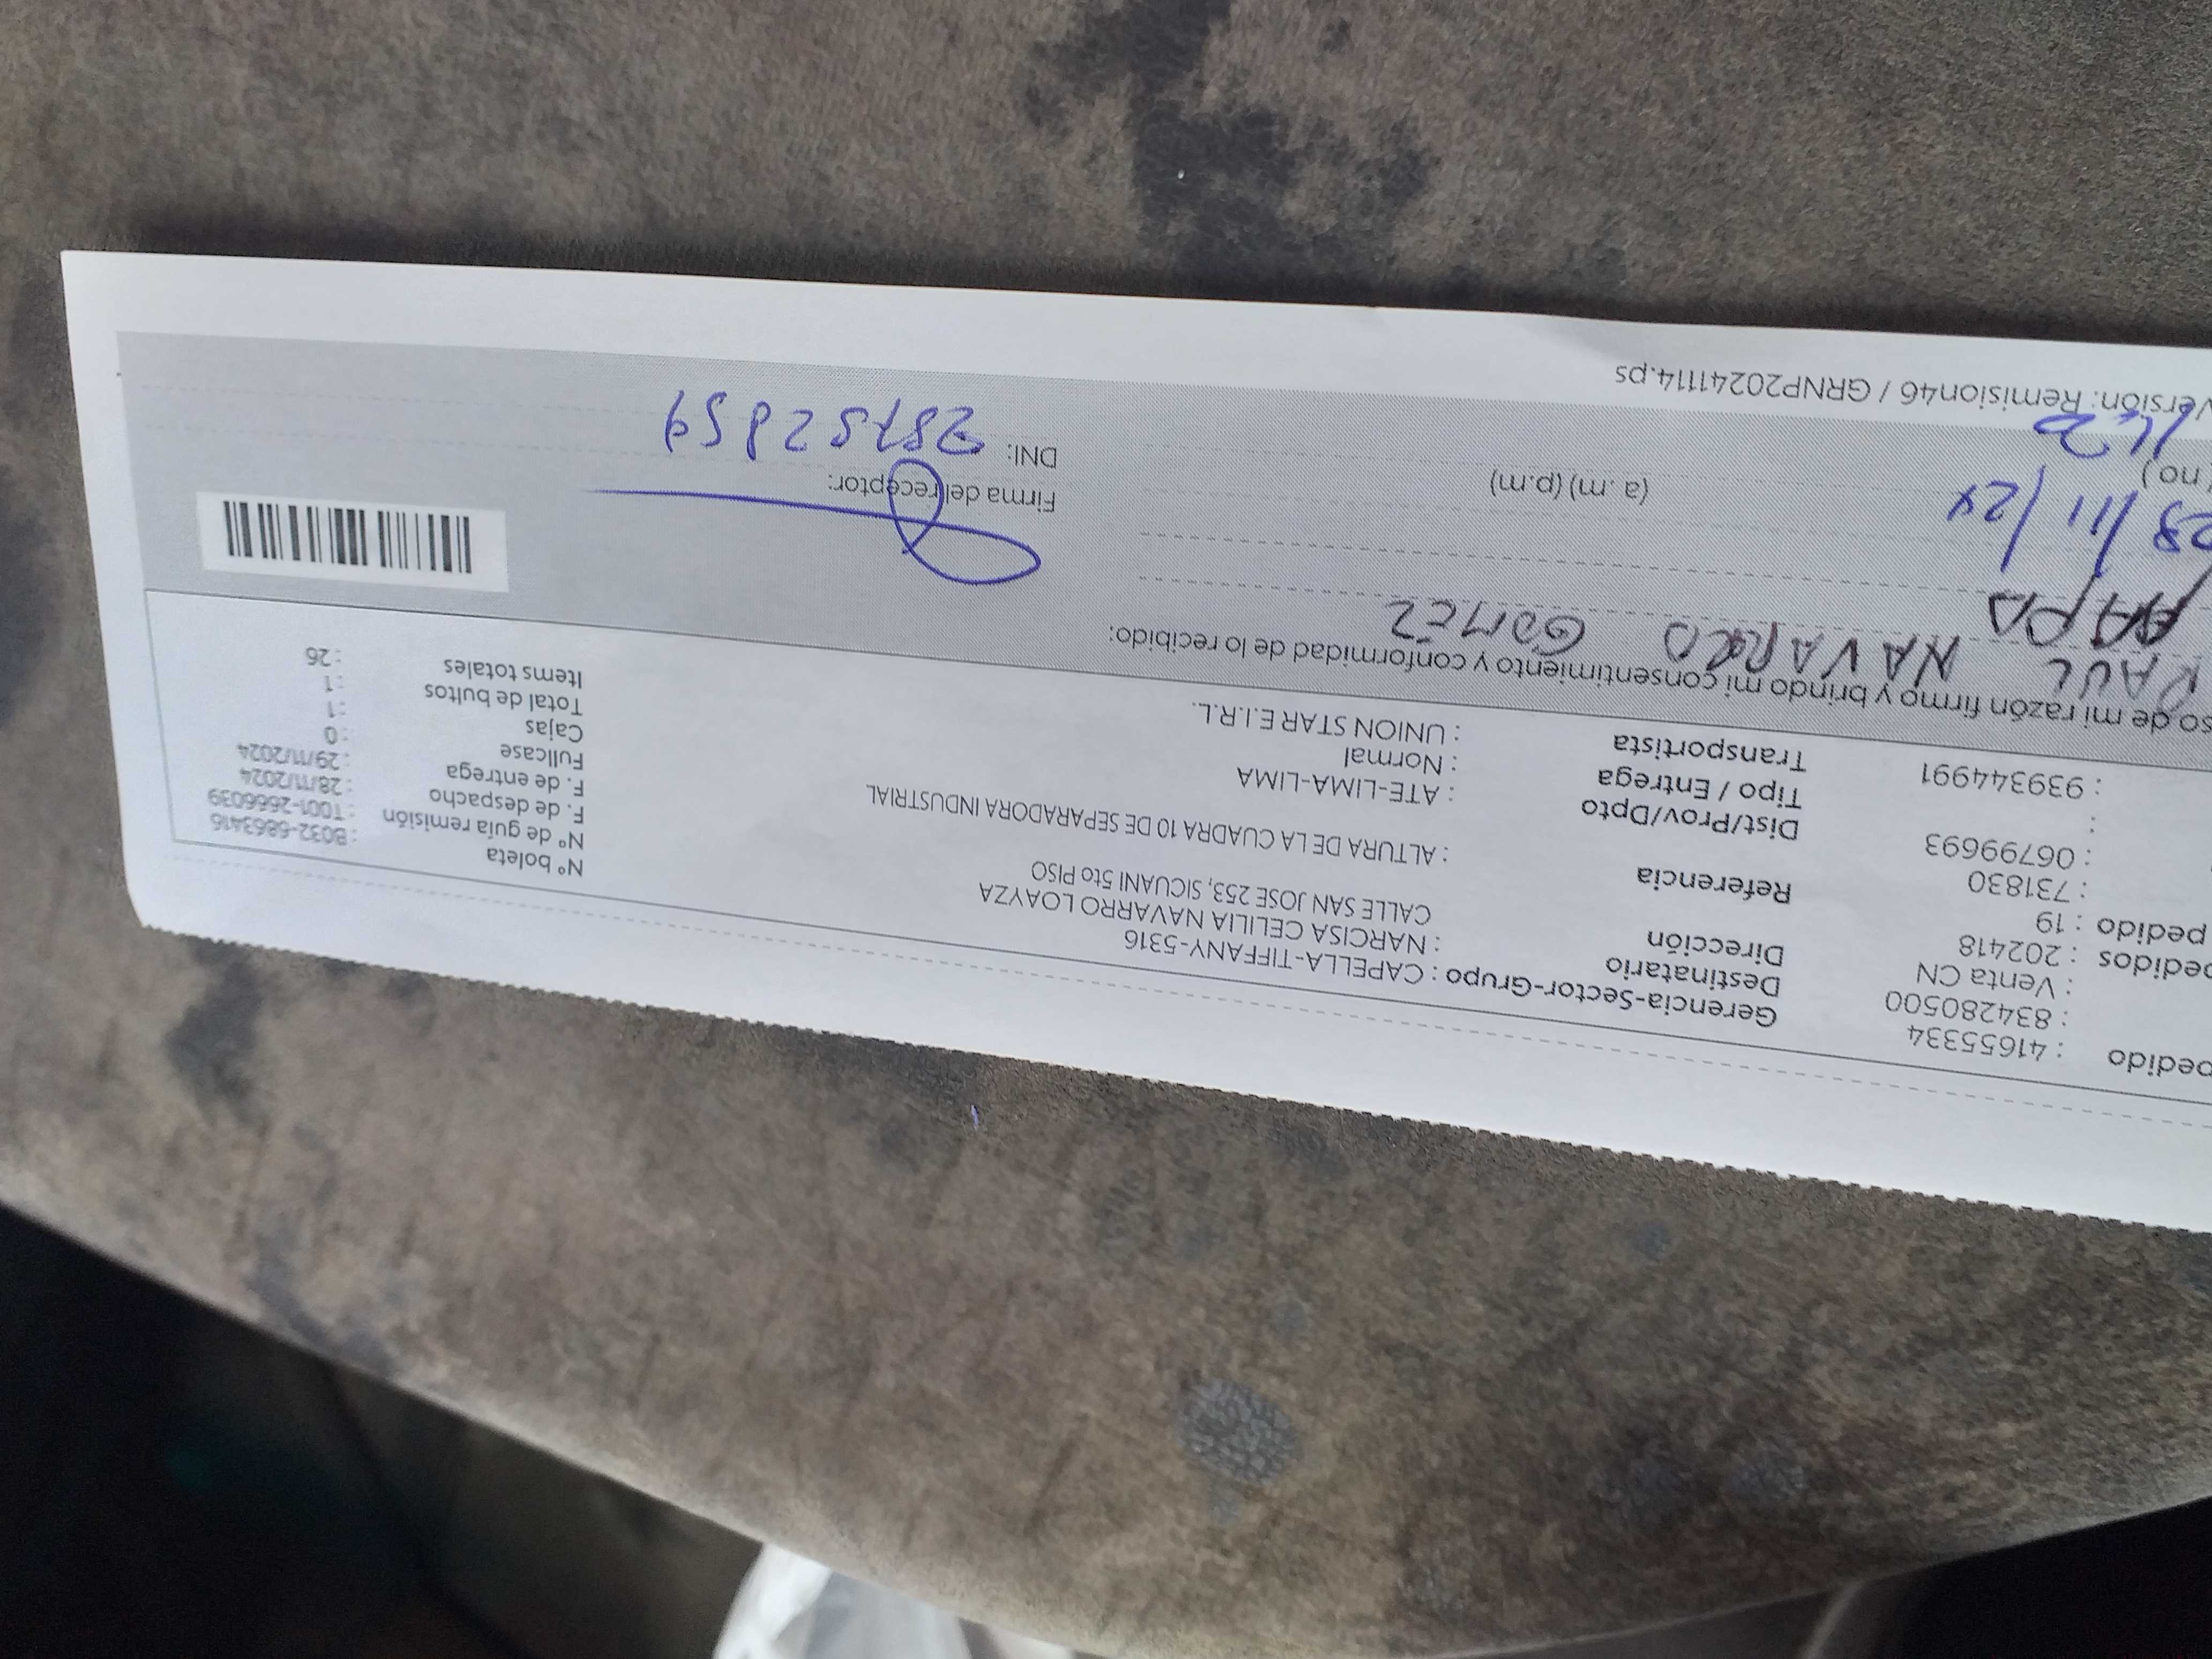 pedido : 41655334
: 834280500
: Venta CN
pedidos : 202418
pedido : 19
: 731830
: 06799693
:
: 939344991
Gerencia-Sector-Grupo : CAPELLA-TIFFANY-5316
Destinatario : NARCISA CELILIA NAVARRO LOAYZA
Dirección CALLE SAN JOSE 253, SICUANI 5to PISO
Referencia : ALTURA DE LA CUADRA 10 DE SEPARADORA INDUSTRIAL
Dist/Prov/Dpto : ATE-LIMA-LIMA
Tipo / Entrega : Normal
Transportista : UNION STAR E.I.R.L.
N° boleta : B032-6863416
N° de guía remisión : T001-2666039
F. de despacho : 28/11/2024
F. de entrega : 29/11/2024
Fullcase : 0
Cajas : 1
Total de bultos : 1
Items totales : 26
so de mi razón firmo y brindo mi consentimiento y conformidad de lo recibido:
RAUL NAVARRO GOMEZ
28/11/24
no)
(a .m) (p.m)
Firma del receptor:
DNI: 28752859
Versión: Remision46 / GRNP20241114.ps